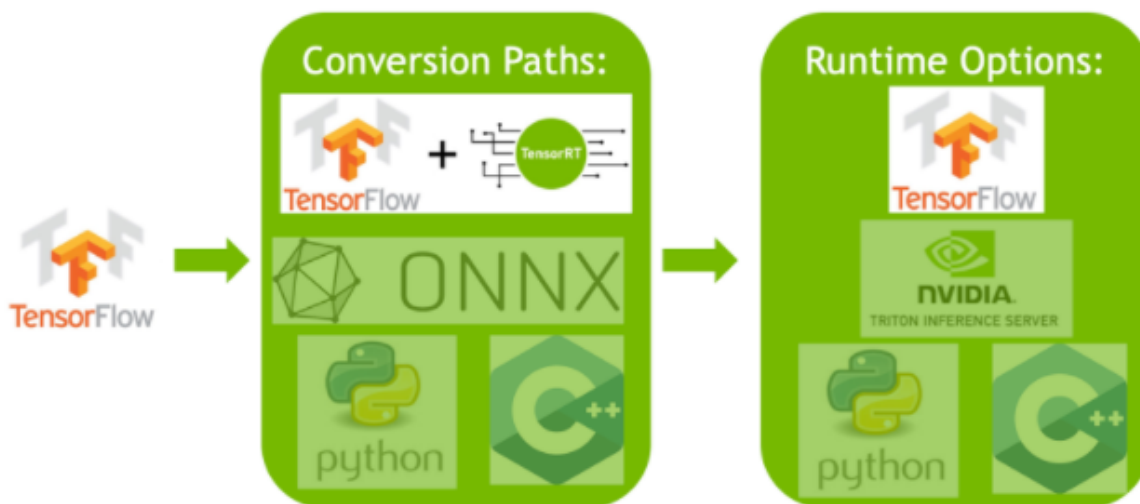 TensorFlow
Conversion Paths:
TensorFlow
+
TensorRT
ONNX
python
C++
Runtime Options:
TensorFlow
NVIDIA.
TRITON INFERENCE SERVER
python
C++